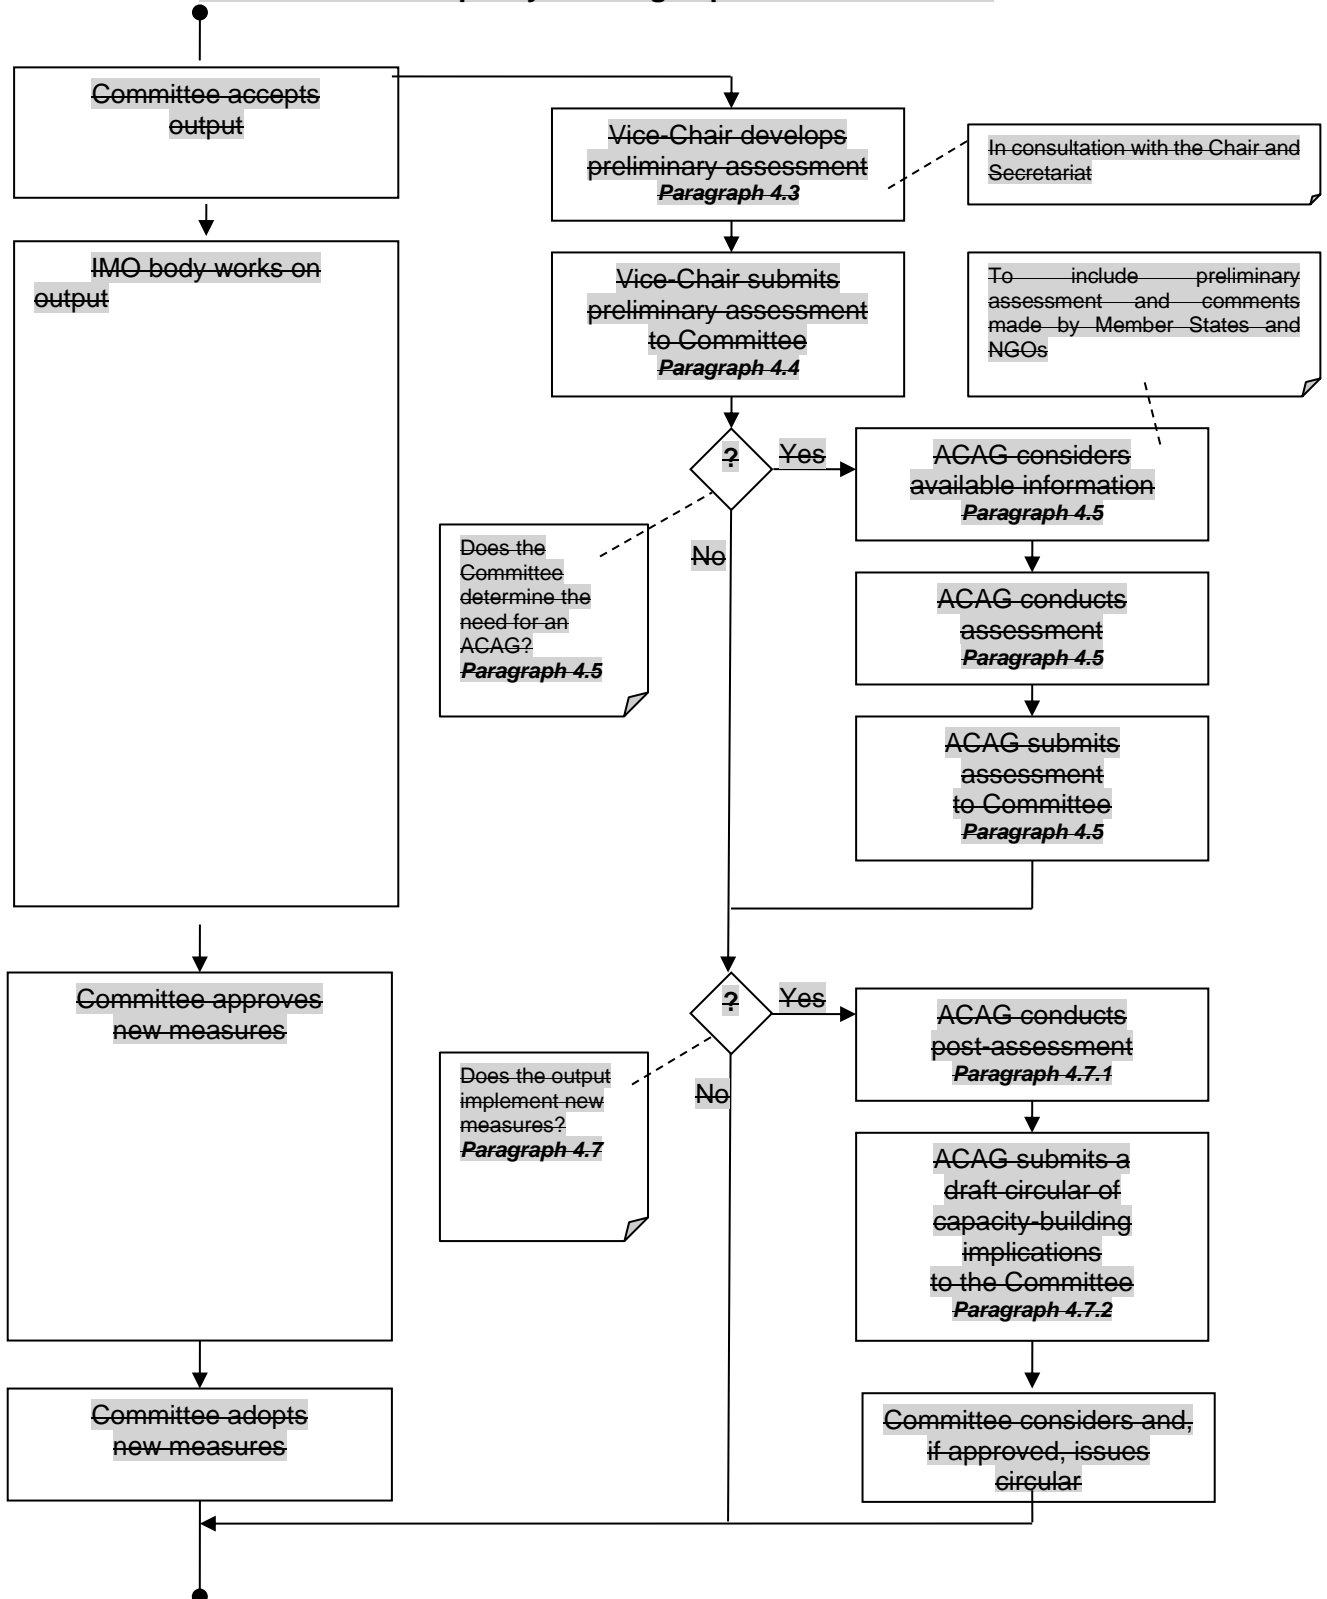 Committee accepts
output
Vice-Chair develops
preliminary assessment
Paragraph 4.3
In consultation with the Chair and
Secretariat
IMO body works on
output
Vice-Chair submits
preliminary assessment
to Committee
Paragraph 4.4
To include preliminary
assessment and comments
made by Member States and
NGOs
?
Yes
ACAG considers
available information
Paragraph 4.5
Does the
Committee
determine the
need for an
ACAG?
Paragraph 4.5
No
ACAG conducts
assessment
Paragraph 4.5
ACAG submits
assessment
to Committee
Paragraph 4.5
Committee approves
new measures
?
Yes
ACAG conducts
post-assessment
Paragraph 4.7.1
Does the output
implement new
measures?
Paragraph 4.7
No
ACAG submits a
draft circular of
capacity-building
implications
to the Committee
Paragraph 4.7.2
Committee adopts
new measures
Committee considers and,
if approved, issues
circular